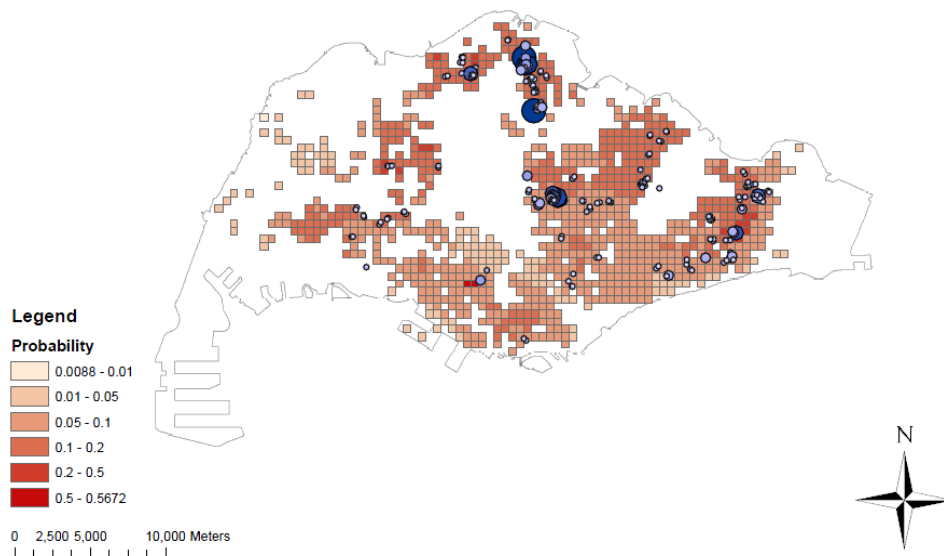 N
Legend
Probability
0.0088 - 0.01
0.01 - 0.05
0.05 - 0.1
0.1 - 0.2
0.2 - 0.5
0.5 - 0.5672
0 2,500 5,000 10,000 Meters